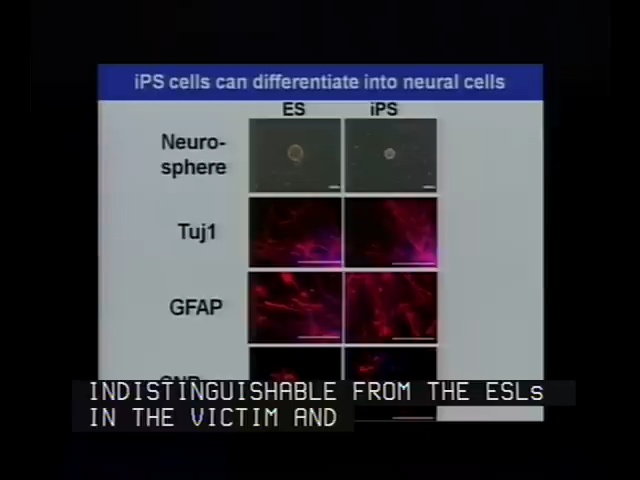 iPS cells can differentiate into neural cells
ES iPS
Neuro-
sphere
Tuj1
GFAP
INDISTINGUISHABLE FROM THE ESLs
IN THE VICTIM AND